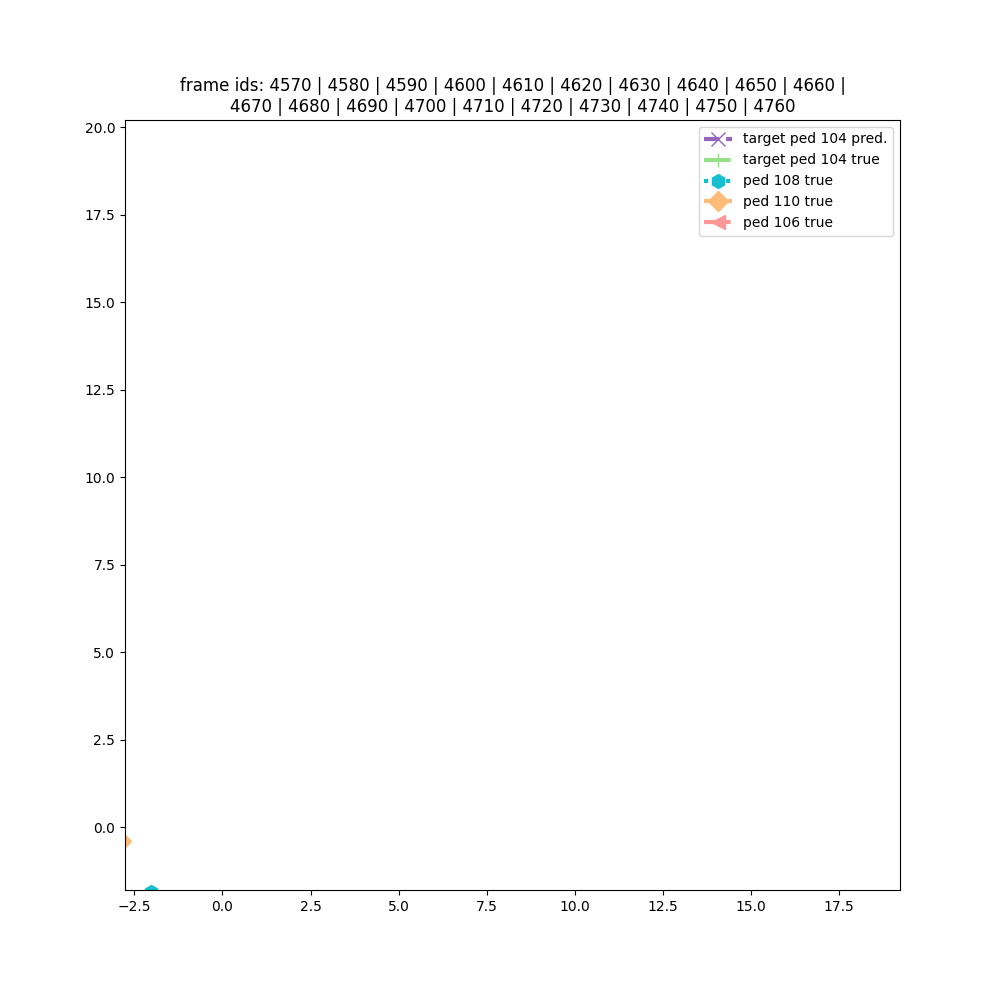 frame ids: 4570 | 4580 | 4590 | 4600 | 4610 | 4620 | 4630 | 4640 | 4650 | 4660 |
4670 | 4680 | 4690 | 4700 | 4710 | 4720 | 4730 | 4740 | 4750 | 4760
target ped 104 pred.
target ped 104 true
ped 108 true
ped 110 true
ped 106 true
20.0
17.5
15.0
12.5
10.0
7.5
5.0
2.5
0.0
−2.5 0.0 2.5 5.0 7.5 10.0 12.5 15.0 17.5